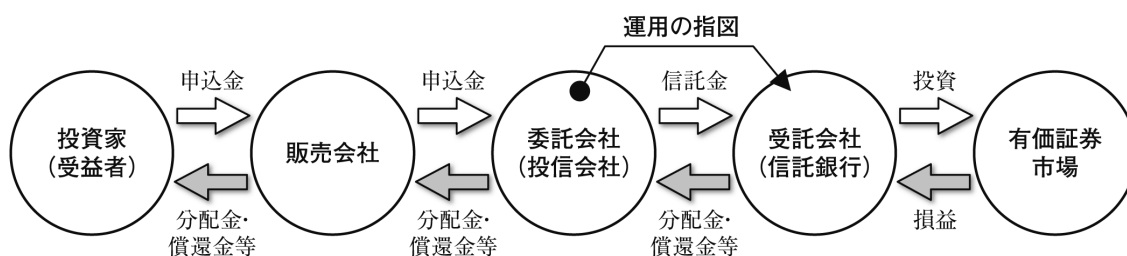 運用の指図
申込金
申込金
信託金
投資
投資家
（受益者）
販売会社
委託会社
（投信会社）
受託会社
（信託銀行）
有価証券
市場
分配金・
償還金等
分配金・
償還金等
分配金・
償還金等
損益